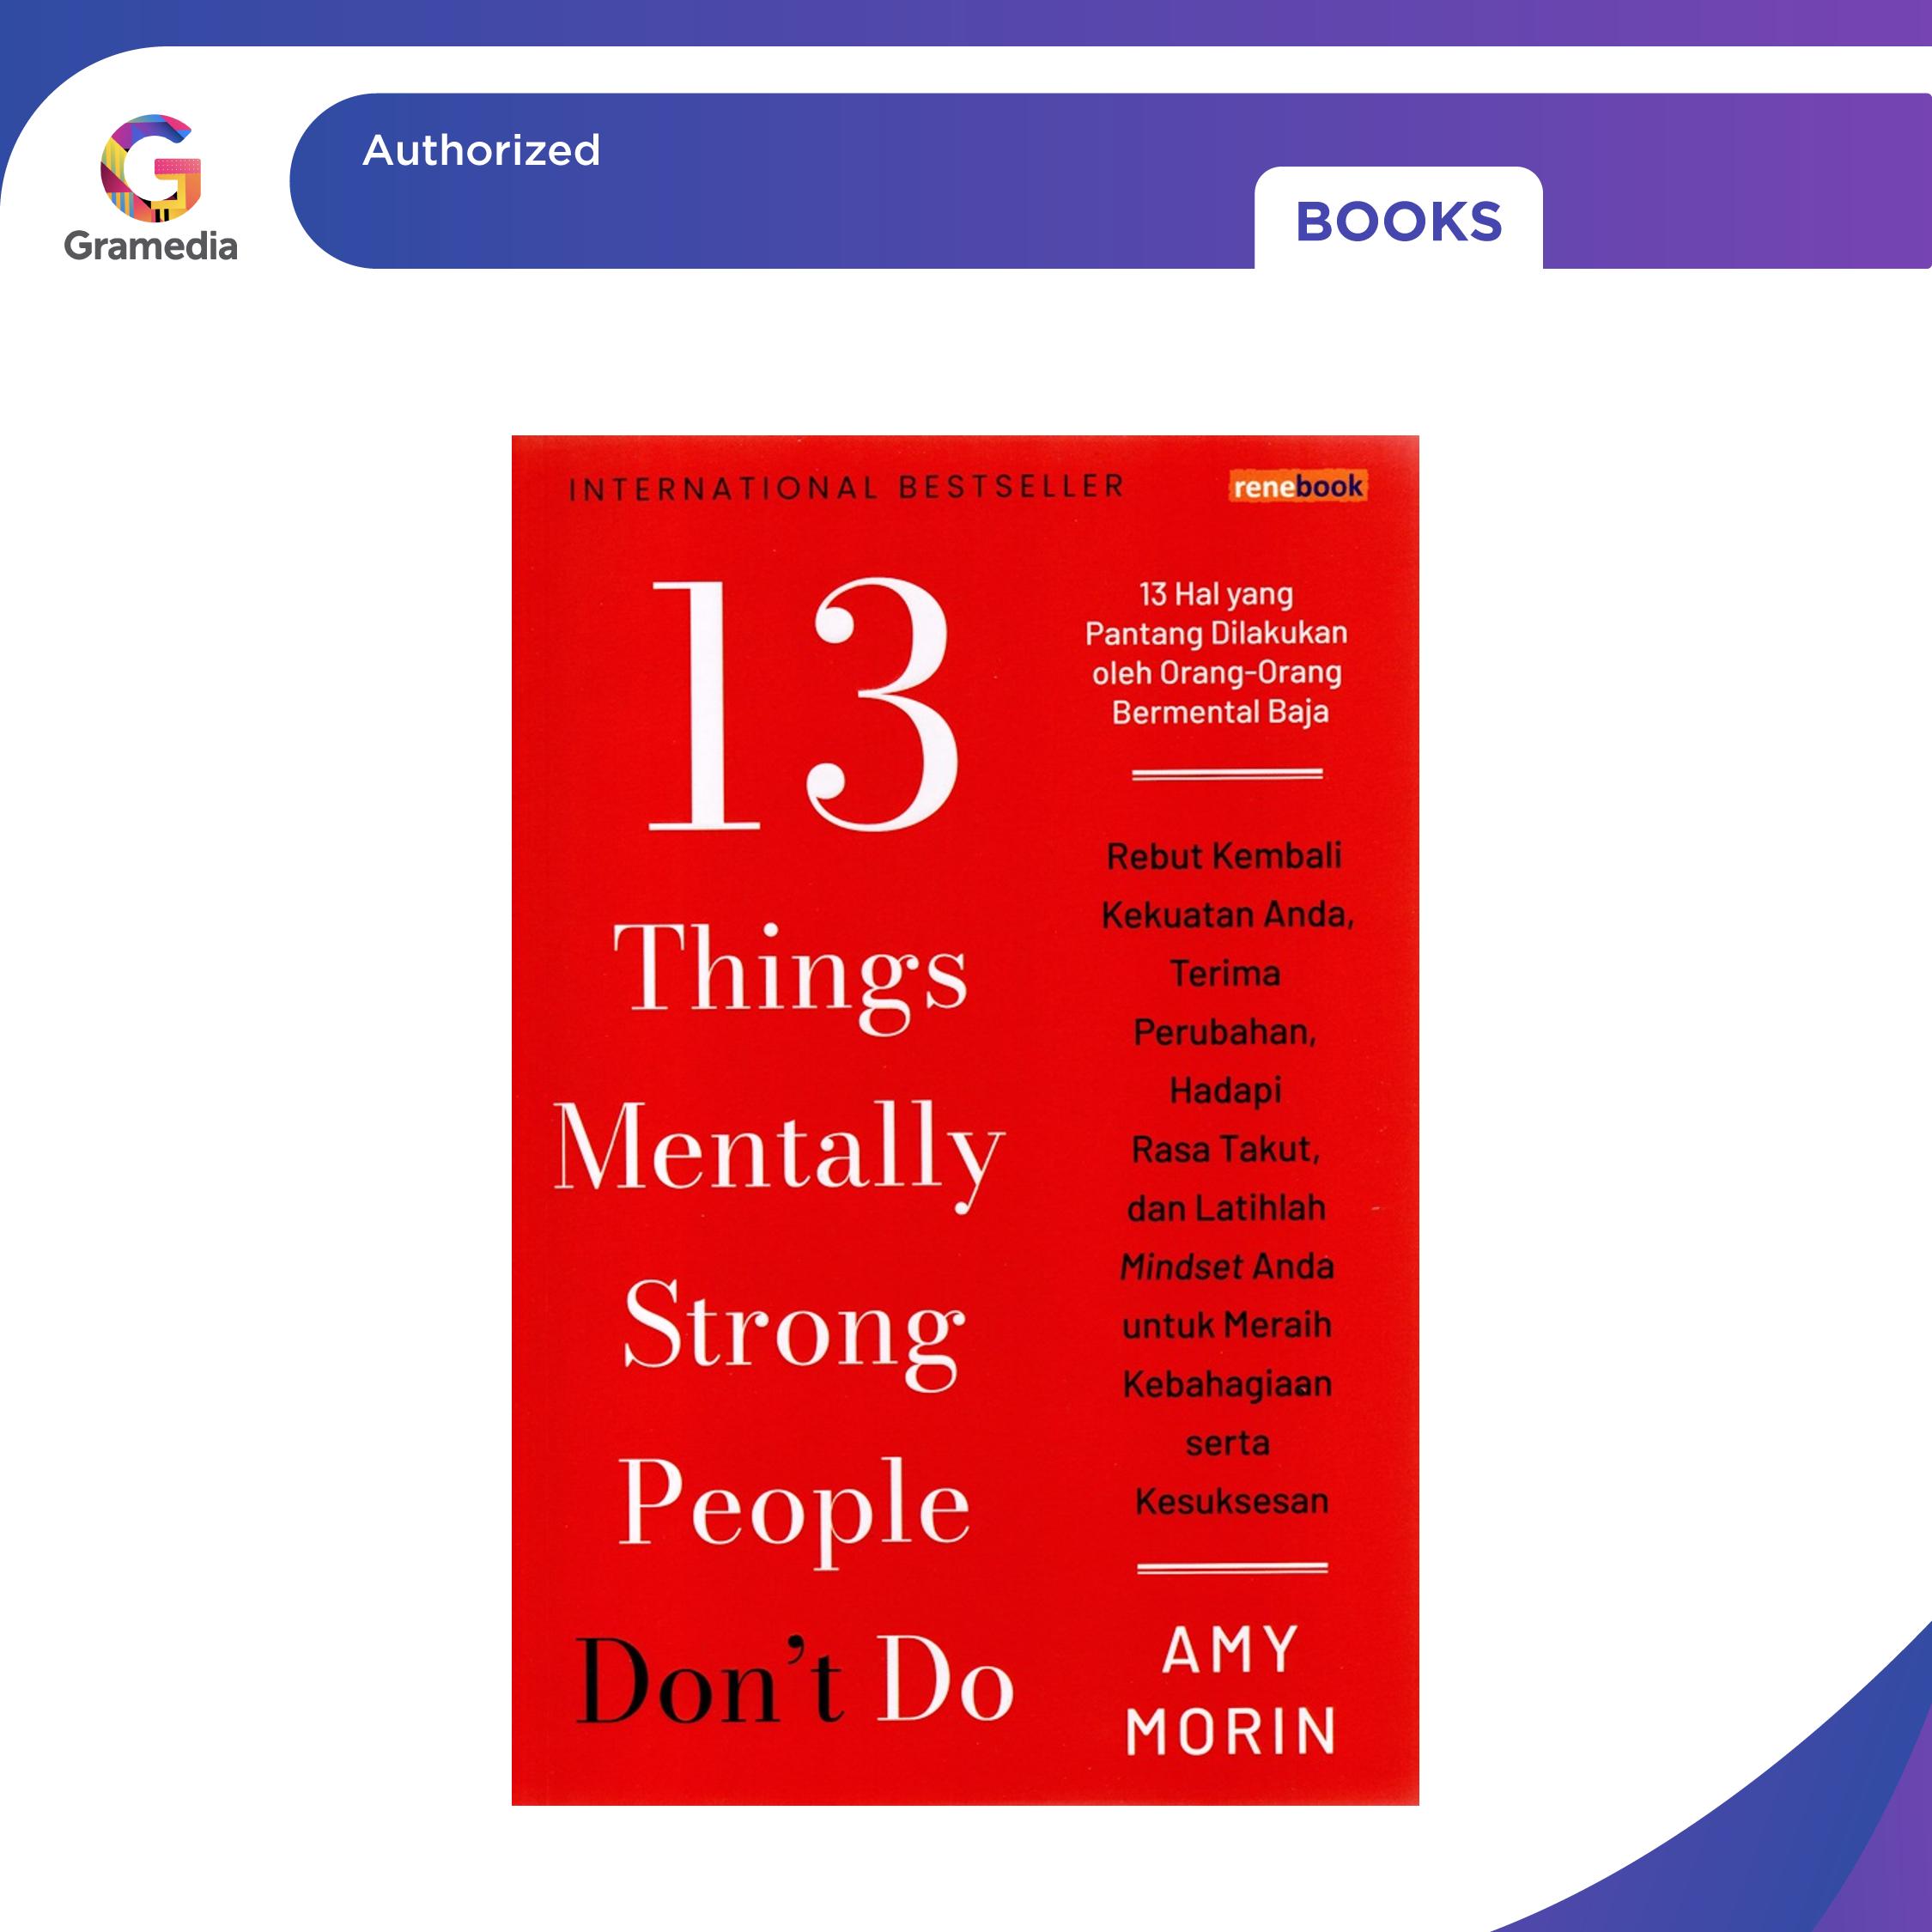 Gramedia
Authorized
BOOKS
INTERNATIONAL BESTSELLER
renebook
13
Things
Mentally
Strong
People
Don't Do
13 Hal yang
Pantang Dilakukan
oleh Orang-Orang
Bermental Baja
Rebut Kembali
Kekuatan Anda,
Terima
Perubahan,
Hadapi
Rasa Takut,
dan Latihlah
Mindset Anda
untuk Meraih
Kebahagiaan
serta
Kesuksesan
AMY
MORIN